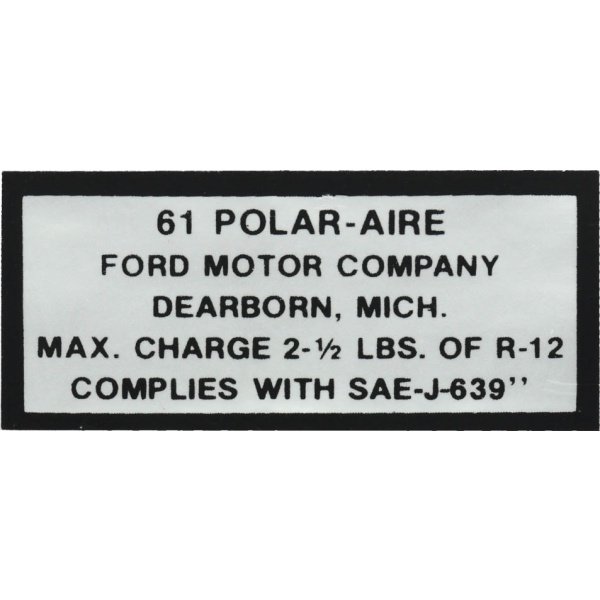 61 POLAR-AIRE
FORD MOTOR COMPANY
DEARBORN, MICH.
MAX. CHARGE 2-½ LBS. OF R-12
COMPLIES WITH SAE-J-639''